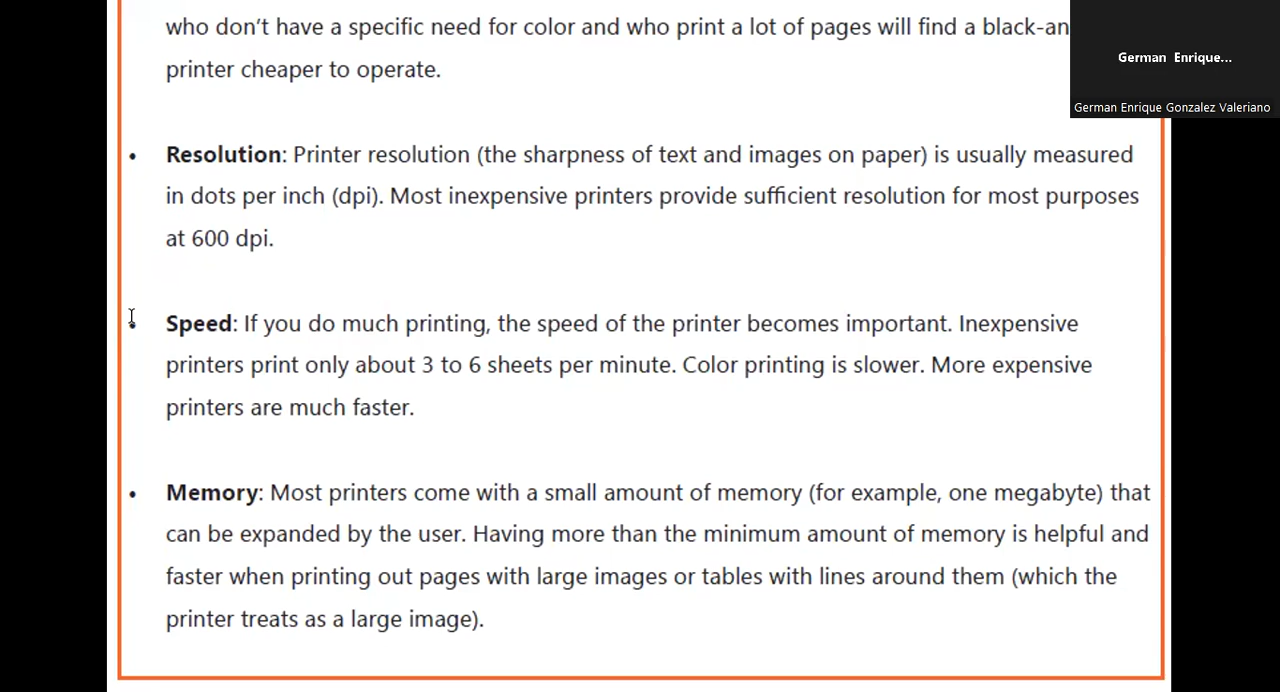 who don't have a specific need for color and who print a lot of pages will find a black-an
printer cheaper to operate.
• Resolution: Printer resolution (the sharpness of text and images on paper) is usually measured
in dots per inch (dpi). Most inexpensive printers provide sufficient resolution for most purposes
at 600 dpi.
• Speed: If you do much printing, the speed of the printer becomes important. Inexpensive
printers print only about 3 to 6 sheets per minute. Color printing is slower. More expensive
printers are much faster.
• Memory: Most printers come with a small amount of memory (for example, one megabyte) that
can be expanded by the user. Having more than the minimum amount of memory is helpful and
faster when printing out pages with large images or tables with lines around them (which the
printer treats as a large image).
German Enrique...
German Enrique Gonzalez Valeriano